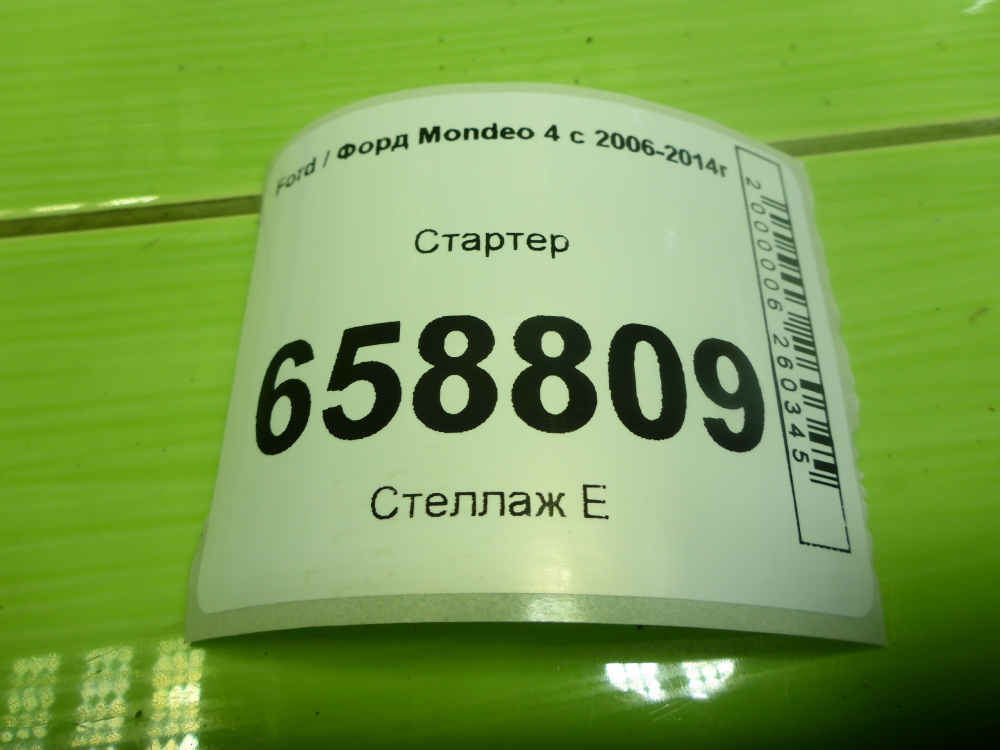 Ford / Форд Mondeo 4 с 2006-2014г
Стартер
658809
Стеллаж Е
2000006260345